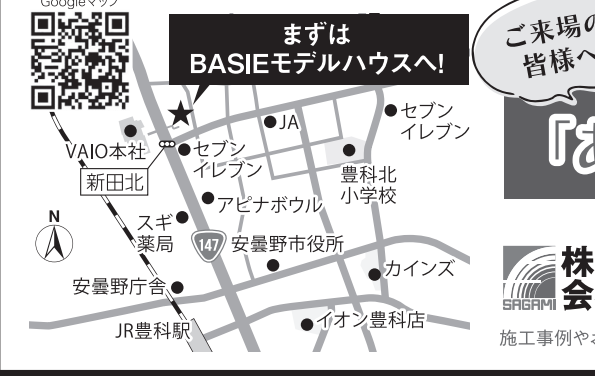 Googleマップ
まずは
BASIEモデルハウスへ!
ご来場の
皆様へ
JA
セブン
イレブン
VAIO本社
セブン
イレブン
新田北
豊科北
小学校
アピナボウル
スギ
薬局
N
147
安曇野市役所
カインズ
安曇野庁舎
JR豊科駅
イオン豊科店
SAGAMI
株
会
施工事例や